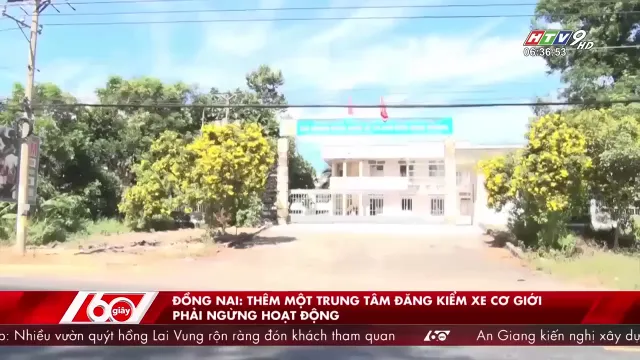 HTV9 HD
06:36:53
60 giây
ĐỒNG NAI: THÊM MỘT TRUNG TÂM ĐĂNG KIỂM XE CƠ GIỚI
PHẢI NGỪNG HOẠT ĐỘNG
o: Nhiều vườn quýt hồng Lai Vung rộn ràng đón khách tham quan
60 giây
An Giang kiến nghị xây dự